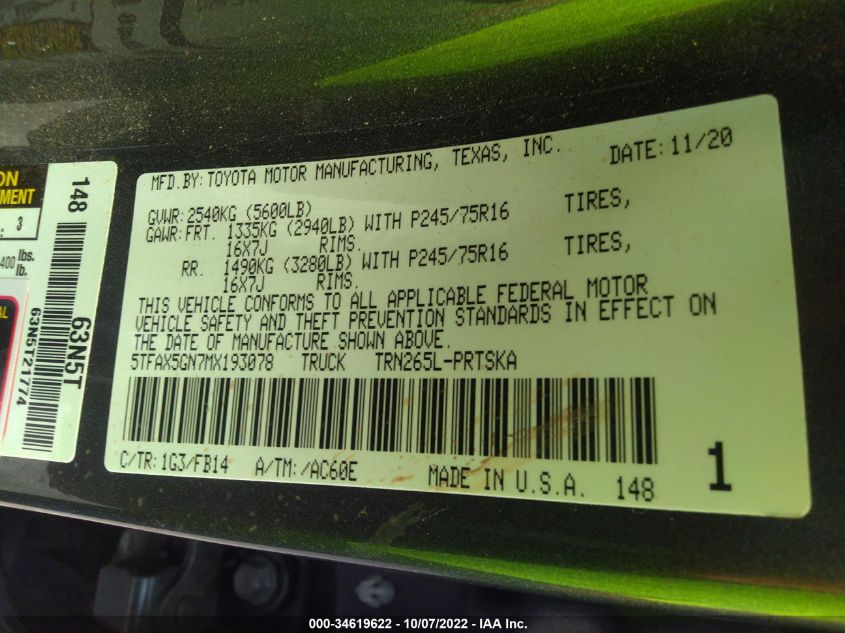 MFD.BY: TOYOTA MOTOR MANUFACTURING, TEXAS, INC. DATE: 11/20
GVWR: 2540KG (5600LB)
GAWR: FRT. 1335KG (2940LB) WITH P245/75R16 TIRES,
16X7J RIMS.
RR. 1490KG (3280LB) WITH P245/75R16 TIRES,
16X7J RIMS.
THIS VEHICLE CONFORMS TO ALL APPLICABLE FEDERAL MOTOR
VEHICLE SAFETY AND THEFT PREVENTION STANDARDS IN EFFECT ON
THE DATE OF MANUFACTURE SHOWN ABOVE.
5TFAX5GN7MX193078 TRUCK TRN265L-PRTSKA
C/TR: 1G3/FB14 A/TM: /AC60E MADE IN U.S.A. 148 1
148
63N5T
63N5T21774
3
400 lbs.
lb.
000-34619622 - 10/07/2022 - IAA Inc.